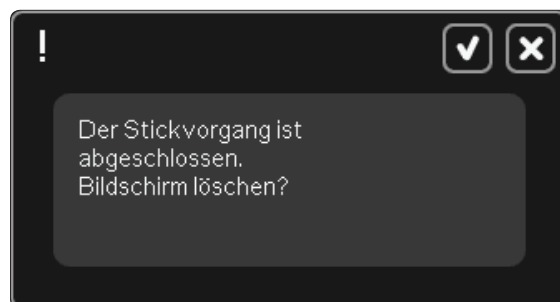 !
Der Stickvorgang ist
abgeschlossen.
Bildschirm löschen?